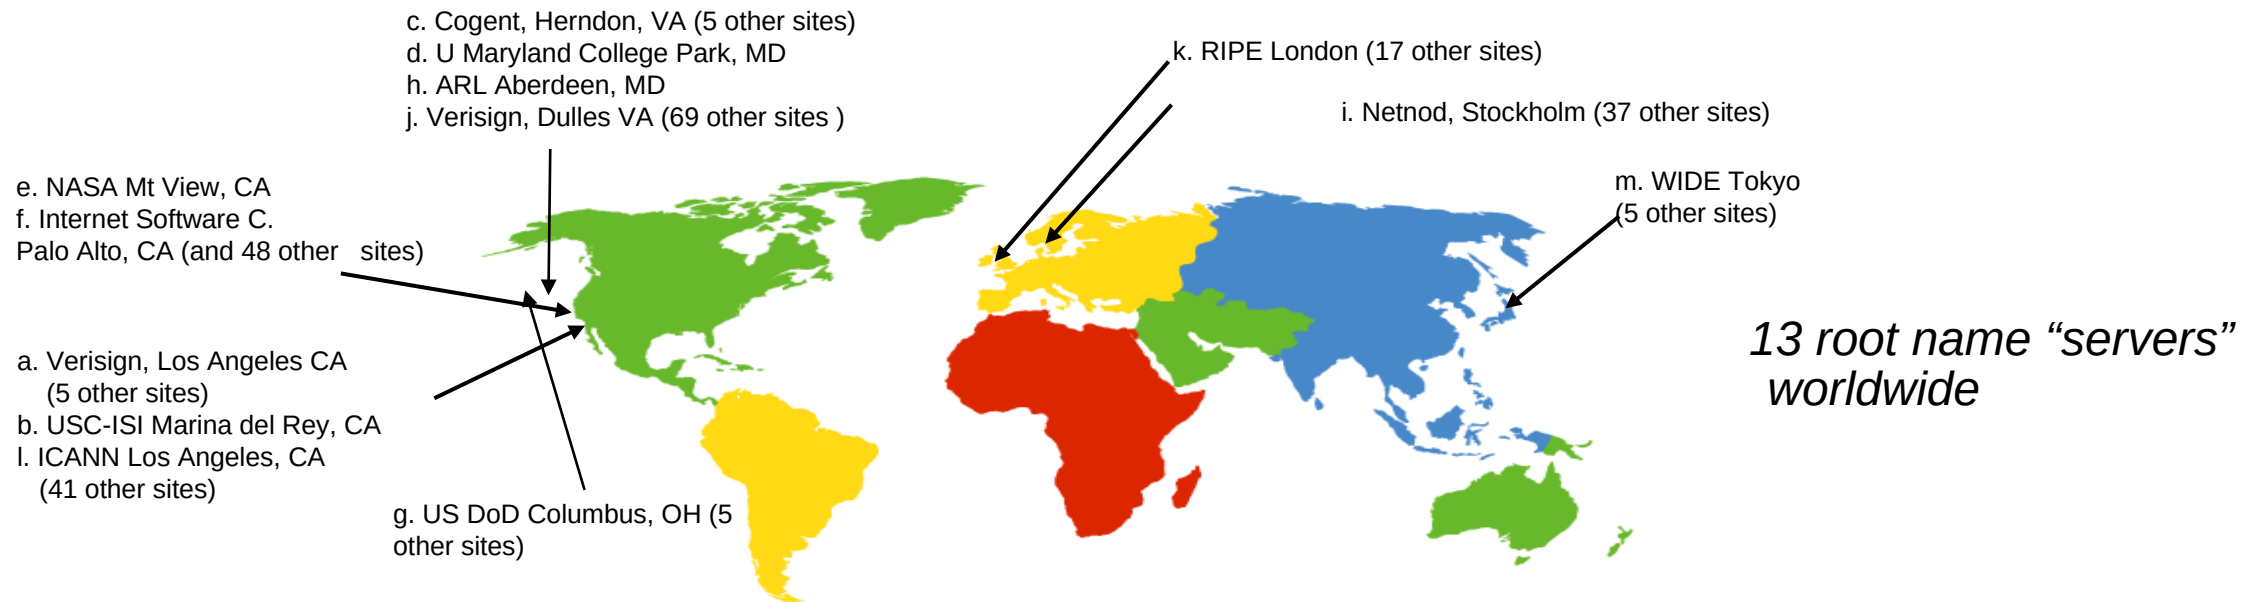 c. Cogent, Herndon, VA (5 other sites)
d. U Maryland College Park, MD
h. ARL Aberdeen, MD
j. Verisign, Dulles VA (69 other sites )
k. RIPE London (17 other sites)
i. Netnod, Stockholm (37 other sites)
e. NASA Mt View, CA
f. Internet Software C.
Palo Alto, CA (and 48 other sites)
m. WIDE Tokyo
(5 other sites)
a. Verisign, Los Angeles CA
(5 other sites)
b. USC-ISI Marina del Rey, CA
l. ICANN Los Angeles, CA
(41 other sites)
g. US DoD Columbus, OH (5
other sites)
13 root name “servers”
worldwide